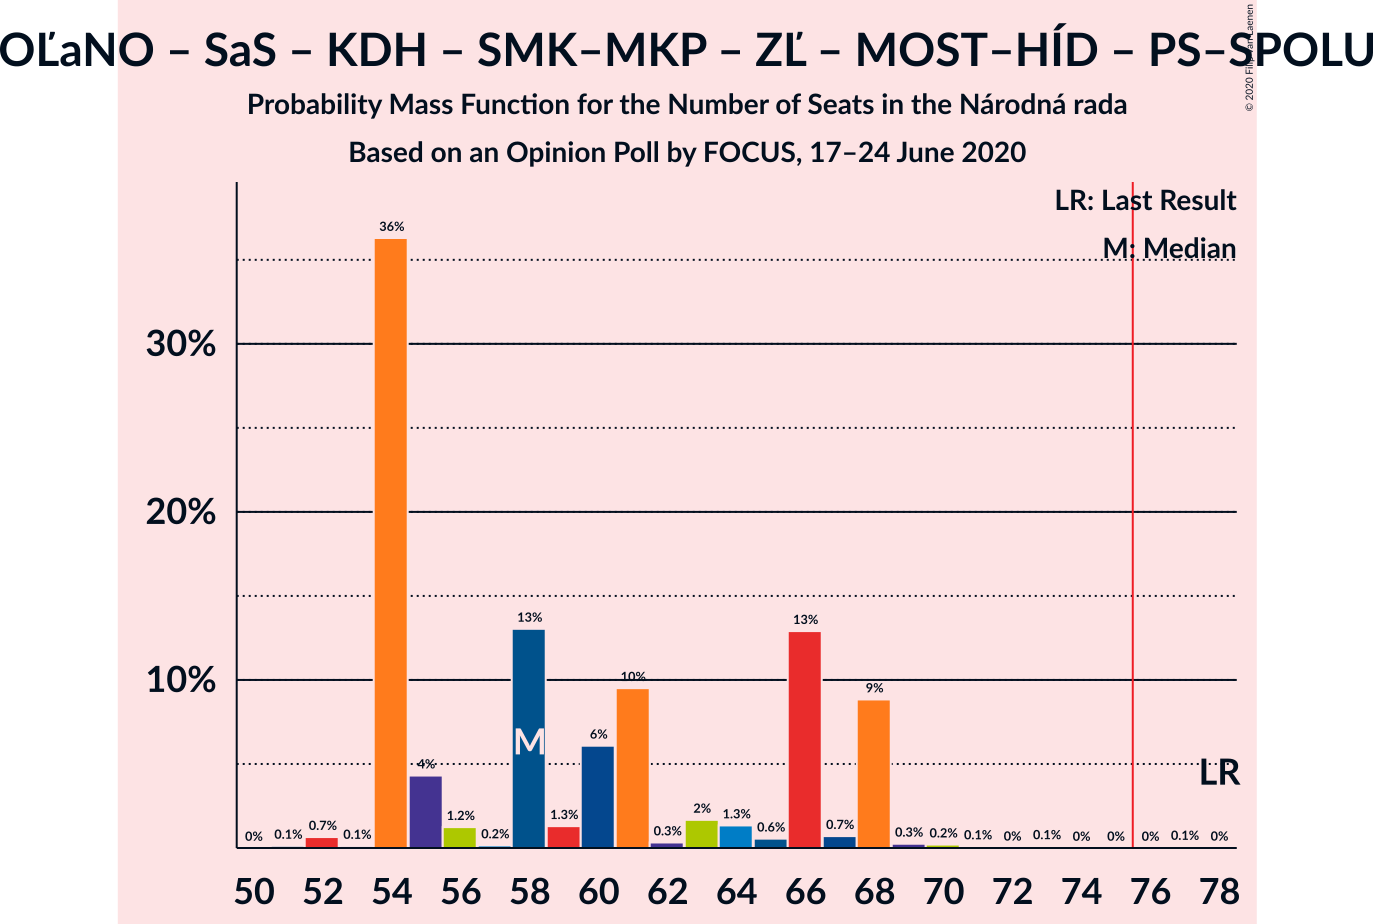 OĽaNO – SaS – KDH – SMK–MKP – ZĽ – MOST–HÍD – PS–SPOLU
© 2020 Filip van Laenen
Probability Mass Function for the Number of Seats in the Národná rada
Based on an Opinion Poll by FOCUS, 17–24 June 2020
LR: Last Result
M: Median
30%
20%
10%
0% 0.1% 0.7% 0.1% 36% 4% 1.2% 0.2% 13% 1.3% 6% 10% 0.3% 2% 1.3% 0.6% 13% 0.7% 9% 0.3% 0.2% 0.1% 0% 0.1% 0% 0% 0% 0.1% 0%
M
LR
50 52 54 56 58 60 62 64 66 68 70 72 74 76 78